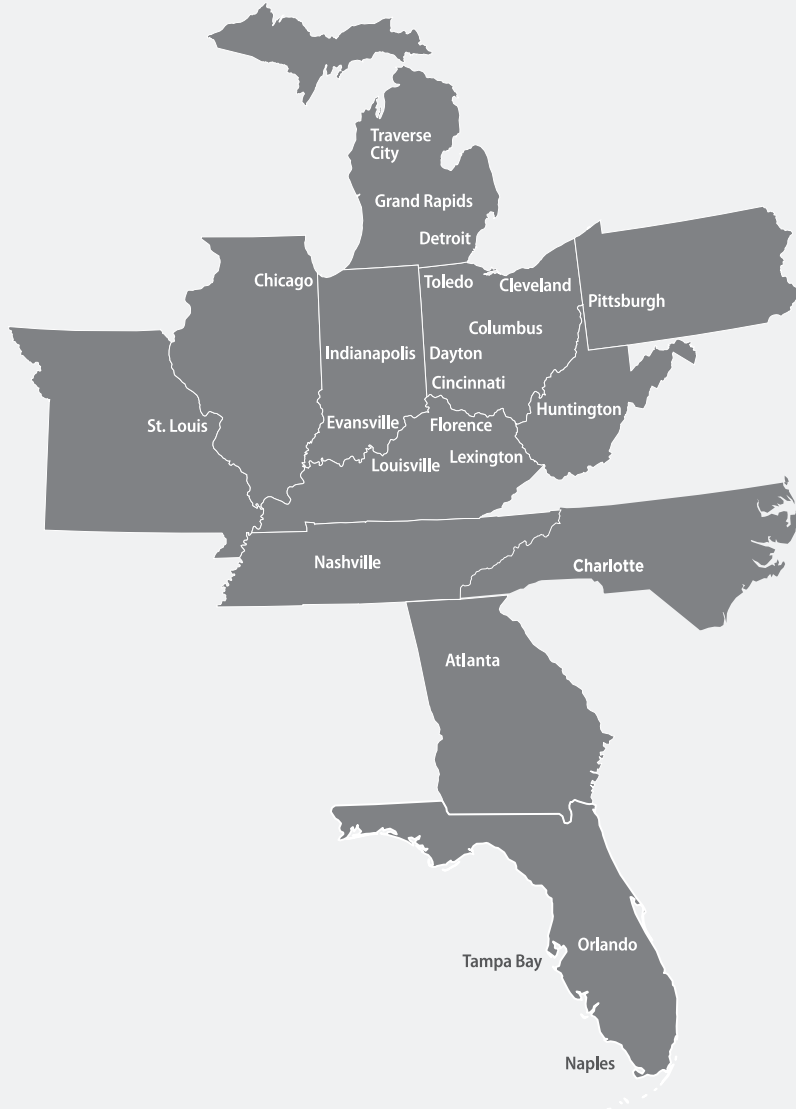 Traverse
City
Grand Rapids
Detroit
Chicago
Toledo
Cleveland
Pittsburgh
Columbus
Indianapolis
Dayton
Cincinnati
Huntington
St. Louis
Evansville
Florence
Louisville
Lexington
Nashville
Charlotte
Atlanta
Orlando
Tampa Bay
Naples